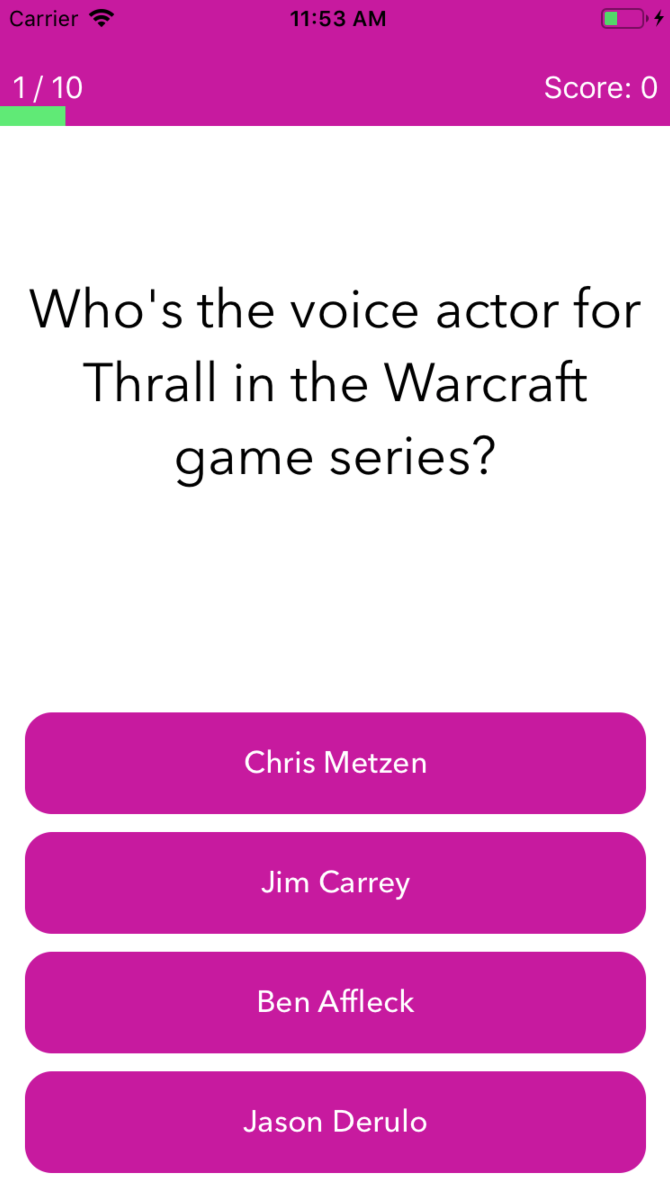 Carrier 11:53 AM
1 / 10 Score: 0
Who's the voice actor for
Thrall in the Warcraft
game series?
Chris Metzen
Jim Carrey
Ben Affleck
Jason Derulo